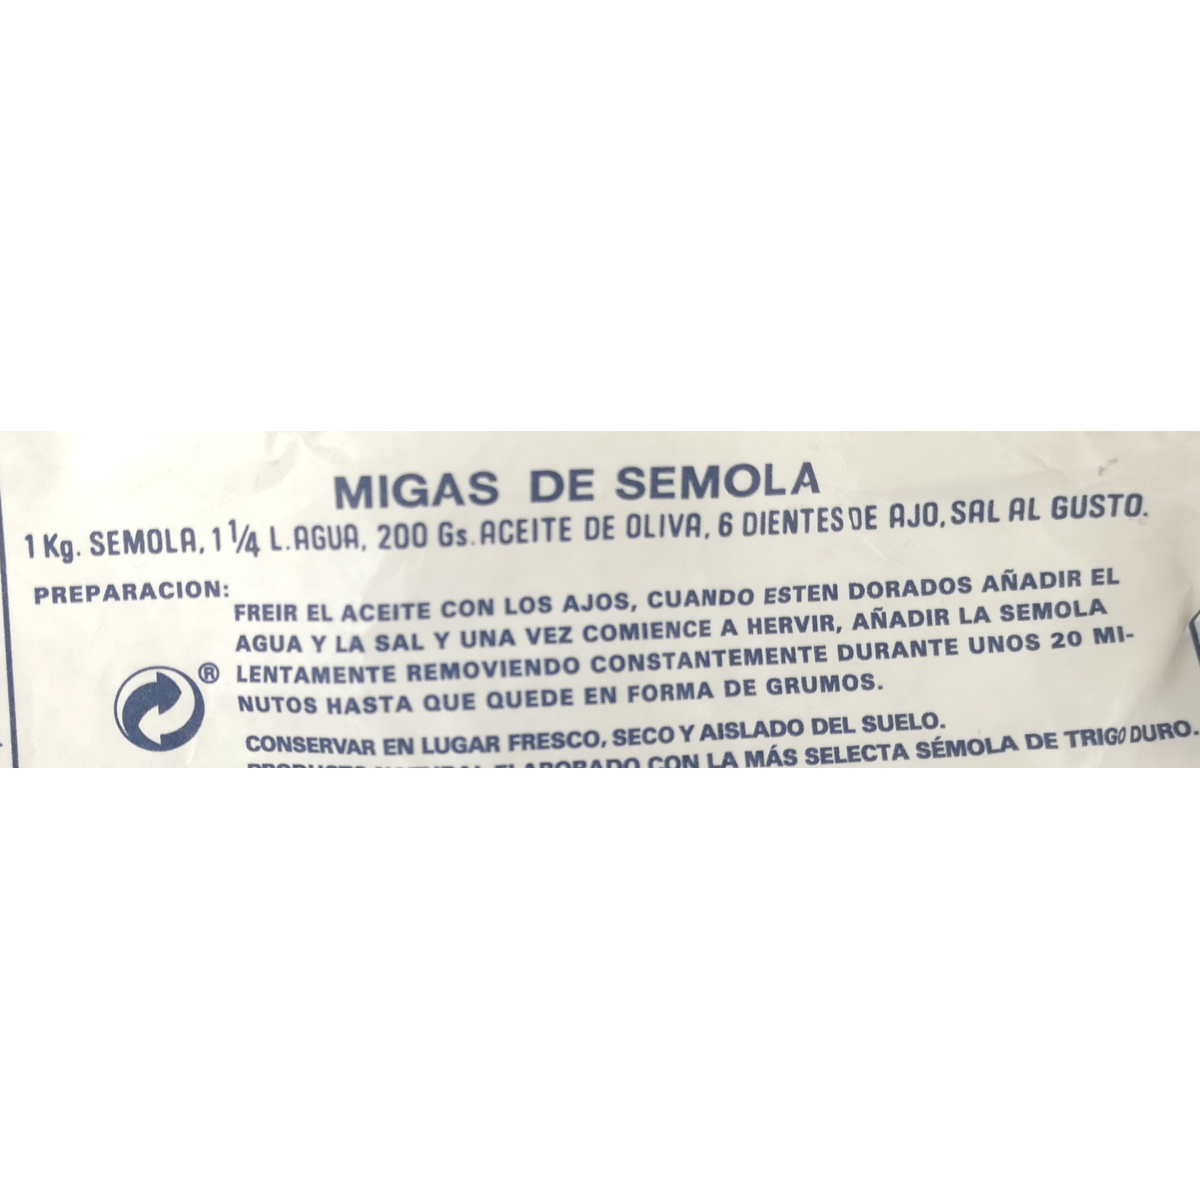 MIGAS DE SEMOLA
1 Kg. SEMOLA, 1 1/4 L. AGUA, 200 Gs. ACEITE DE OLIVA, 6 DIENTES DE AJO, SAL AL GUSTO.
PREPARACION:
FREIR EL ACEITE CON LOS AJOS, CUANDO ESTEN DORADOS AÑADIR EL
AGUA Y LA SAL Y UNA VEZ COMIENCE A HERVIR, AÑADIR LA SEMOLA
® LENTAMENTE REMOVIENDO CONSTANTEMENTE DURANTE UNOS 20 MI-
NUTOS HASTA QUE QUEDE EN FORMA DE GRUMOS.
CONSERVAR EN LUGAR FRESCO, SECO Y AISLADO DEL SUELO.
PRODUCTO NATURAL ELABORADO CON LA MÁS SELECTA SÉMOLA DE TRIGO DURO.